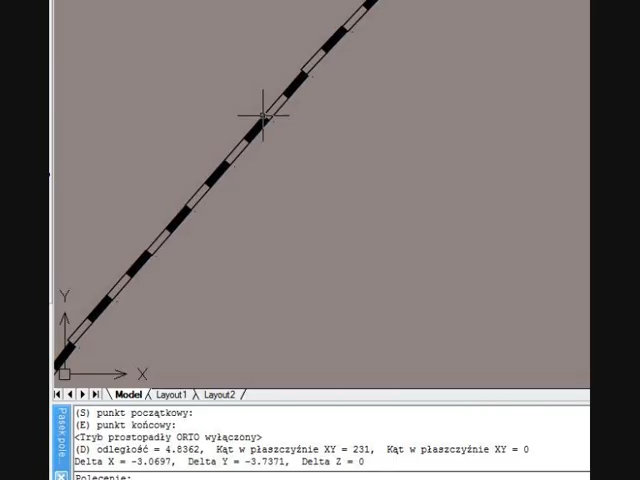 Y
X
Model Layout1 Layout2
(S) punkt początkowy:
(E) punkt końcowy:
<Tryb prostopadły ORTO wyłączony>
(D) odległość = 4.8362, Kąt w płaszczyźnie XY = 231, Kąt w płaszczyźnie XY = 0
Delta X = -3.0697, Delta Y = -3.7371, Delta Z = 0
Polecenie:
Pasek pole...